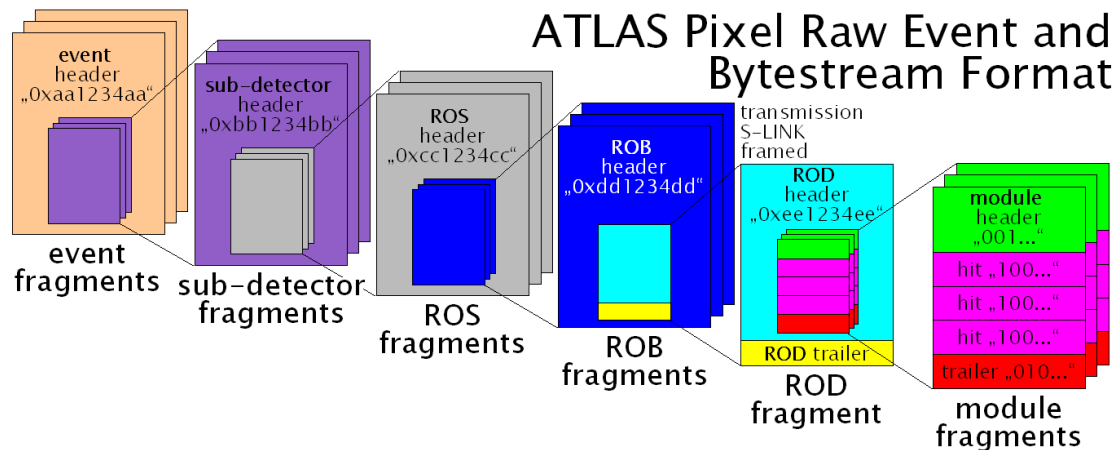 ATLAS Pixel Raw Event and
Bytestream Format
event
header
„0xaa1234aa“
event
fragments
sub-detector
header
„0xbb1234bb“
sub-detector
fragments
ROS
header
„0xcc1234cc“
ROS
fragments
ROB
header
„0xdd1234dd“
ROB
fragments
transmission
S-LINK
framed
ROD
header
„0xee1234ee“
ROD trailer
ROD
fragment
module
header
„001...“
hit „100...“
hit „100...“
hit „100...“
trailer „010...“
module
fragments